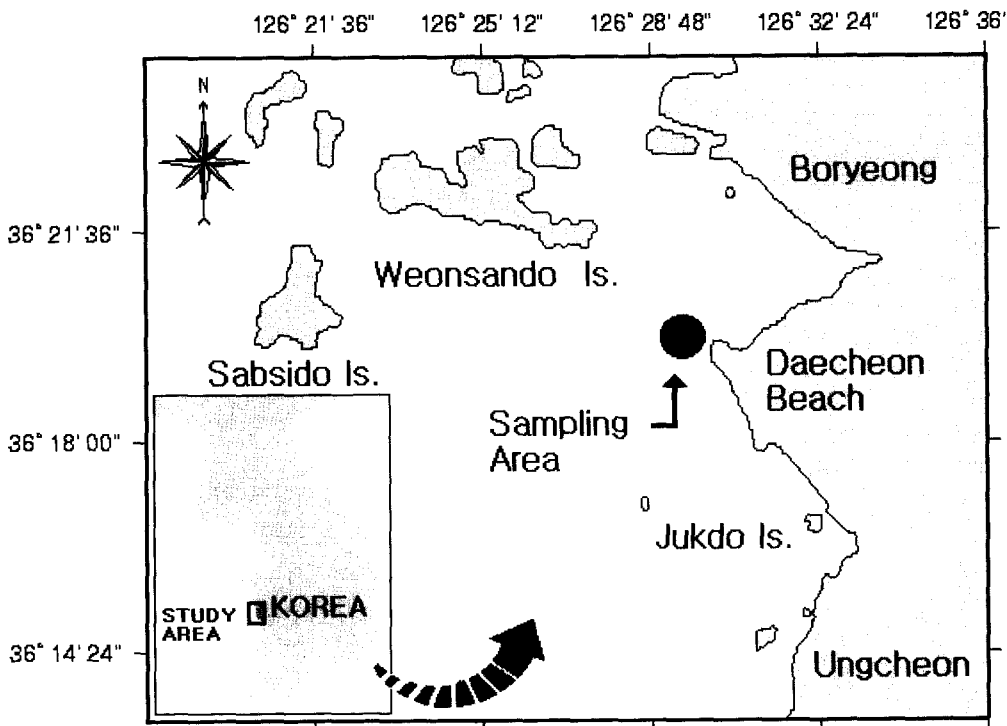 126° 21' 36"
126° 25' 12"
126° 28' 48"
126° 32' 24"
126° 36'
N
Boryeong
36° 21' 36"
Weonsando Is.
Sabsido Is.
Daecheon
Beach
Sampling
Area
36° 18' 00"
Jukdo Is.
STUDY
AREA
KOREA
36° 14' 24"
Ungcheon